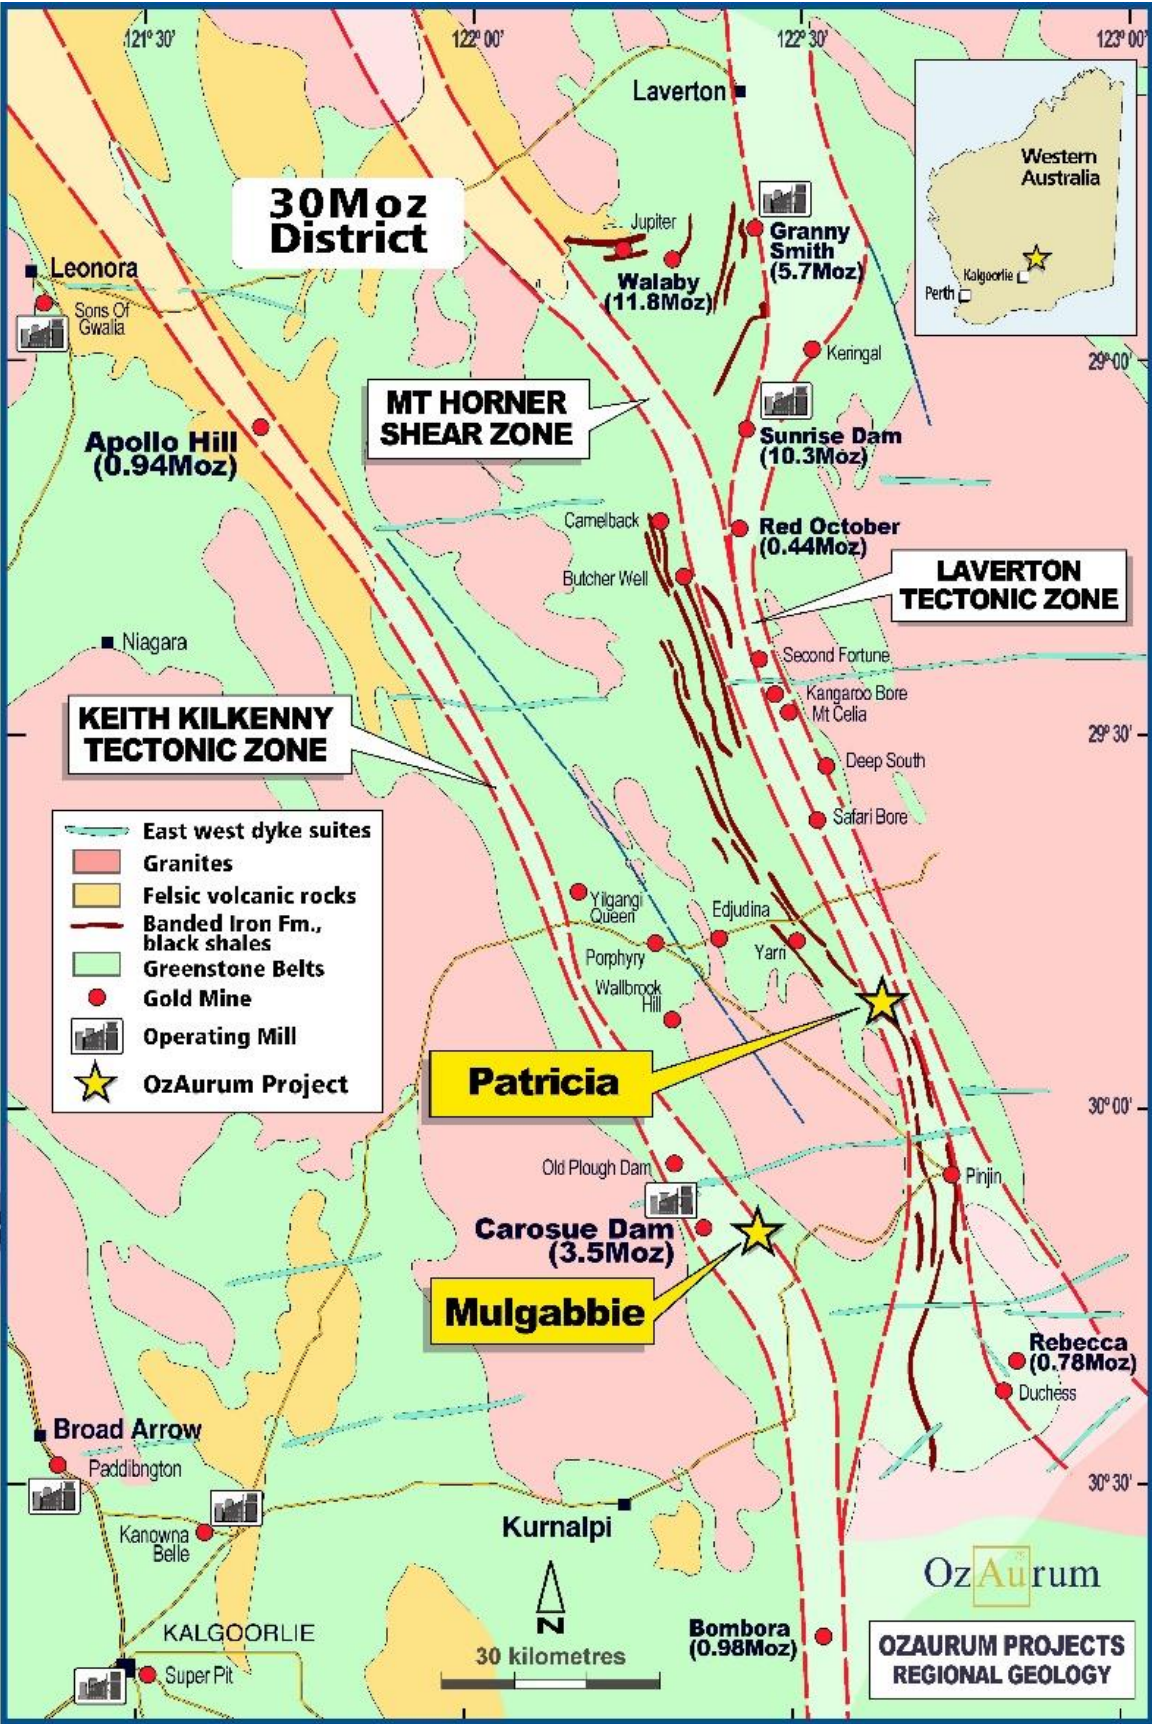 121° 30'
122° 00'
122° 30'
123° 00'
Laverton
Western
Australia
Kalgoorlie
Perth
30Moz
District
Jupiter
Walaby
(11.8Moz)
Granny
Smith
(5.7Moz)
Leonora
Sons Of
Gwalia
Keringal
29° 00'
MT HORNER
SHEAR ZONE
Apollo Hill
(0.94Moz)
Sunrise Dam
(10.3Moz)
Camelback
Red October
(0.44Moz)
Butcher Well
LAVERTON
TECTONIC ZONE
Niagara
Second Fortune
Kangaroo Bore
Mt Celia
KEITH KILKENNY
TECTONIC ZONE
29° 30'
Deep South
Safari Bore
East west dyke suites
Granites
Felsic volcanic rocks
Banded Iron Fm.,
black shales
Greenstone Belts
Gold Mine
Operating Mill
OzAurum Project
Yilgangi
Queen
Edjudina
Porphyry
Yarri
Wallbrook
Hill
Patricia
30° 00'
Old Plough Dam
Pinjin
Carosue Dam
(3.5Moz)
Mulgabbie
Rebecca
(0.78Moz)
Duchess
Broad Arrow
Paddibngton
30° 30'
Kanowna
Belle
Kurnalpi
N
30 kilometres
KALGOORLIE
Super Pit
Bombora
(0.98Moz)
OzAurum
OZAURUM PROJECTS
REGIONAL GEOLOGY